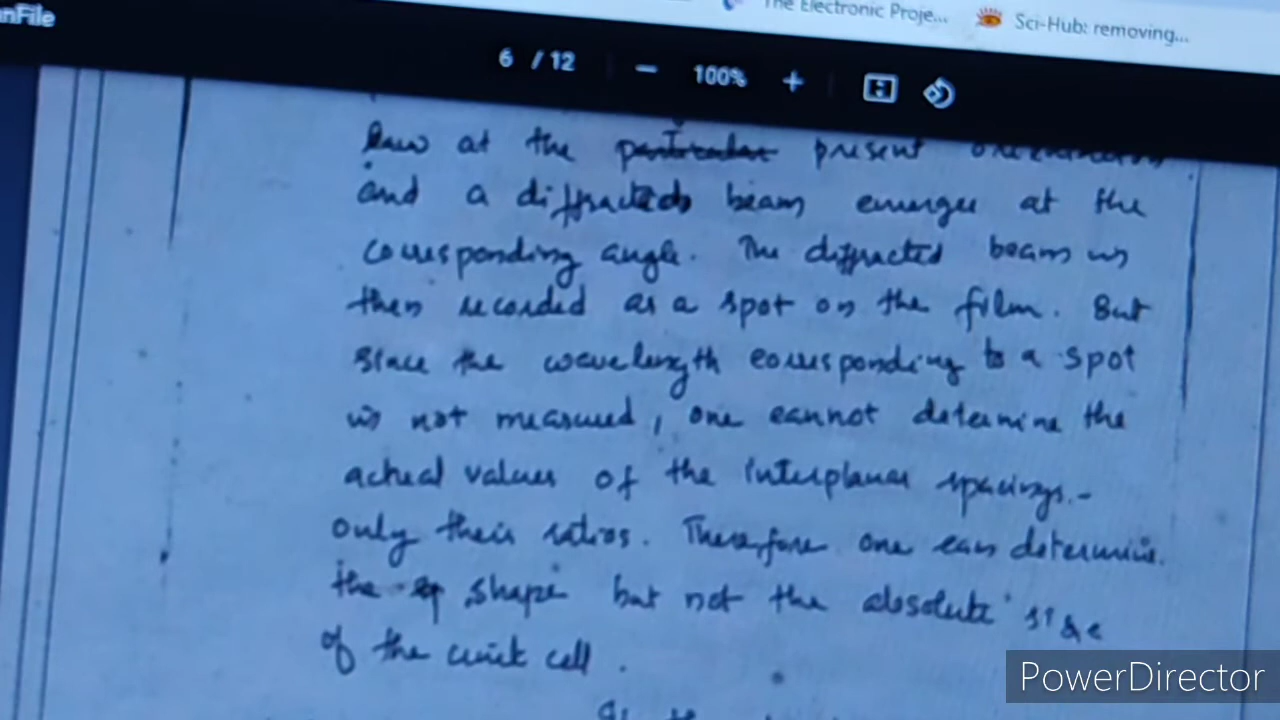 nFile
The Electronic Proje...
Sci-Hub: removing...
6 / 12
100%
law at the particular present
and a diffracted beam emerges at the
corresponding angle. The diffracted beam is
then recorded as a spot on the film. But
since the wavelength corresponding to a spot
is not measured, one cannot determine the
actual values of the interplanar spacings -
only their ratios. Therefore one can determine
the shape but not the absolute size
of the unit cell.
PowerDirector